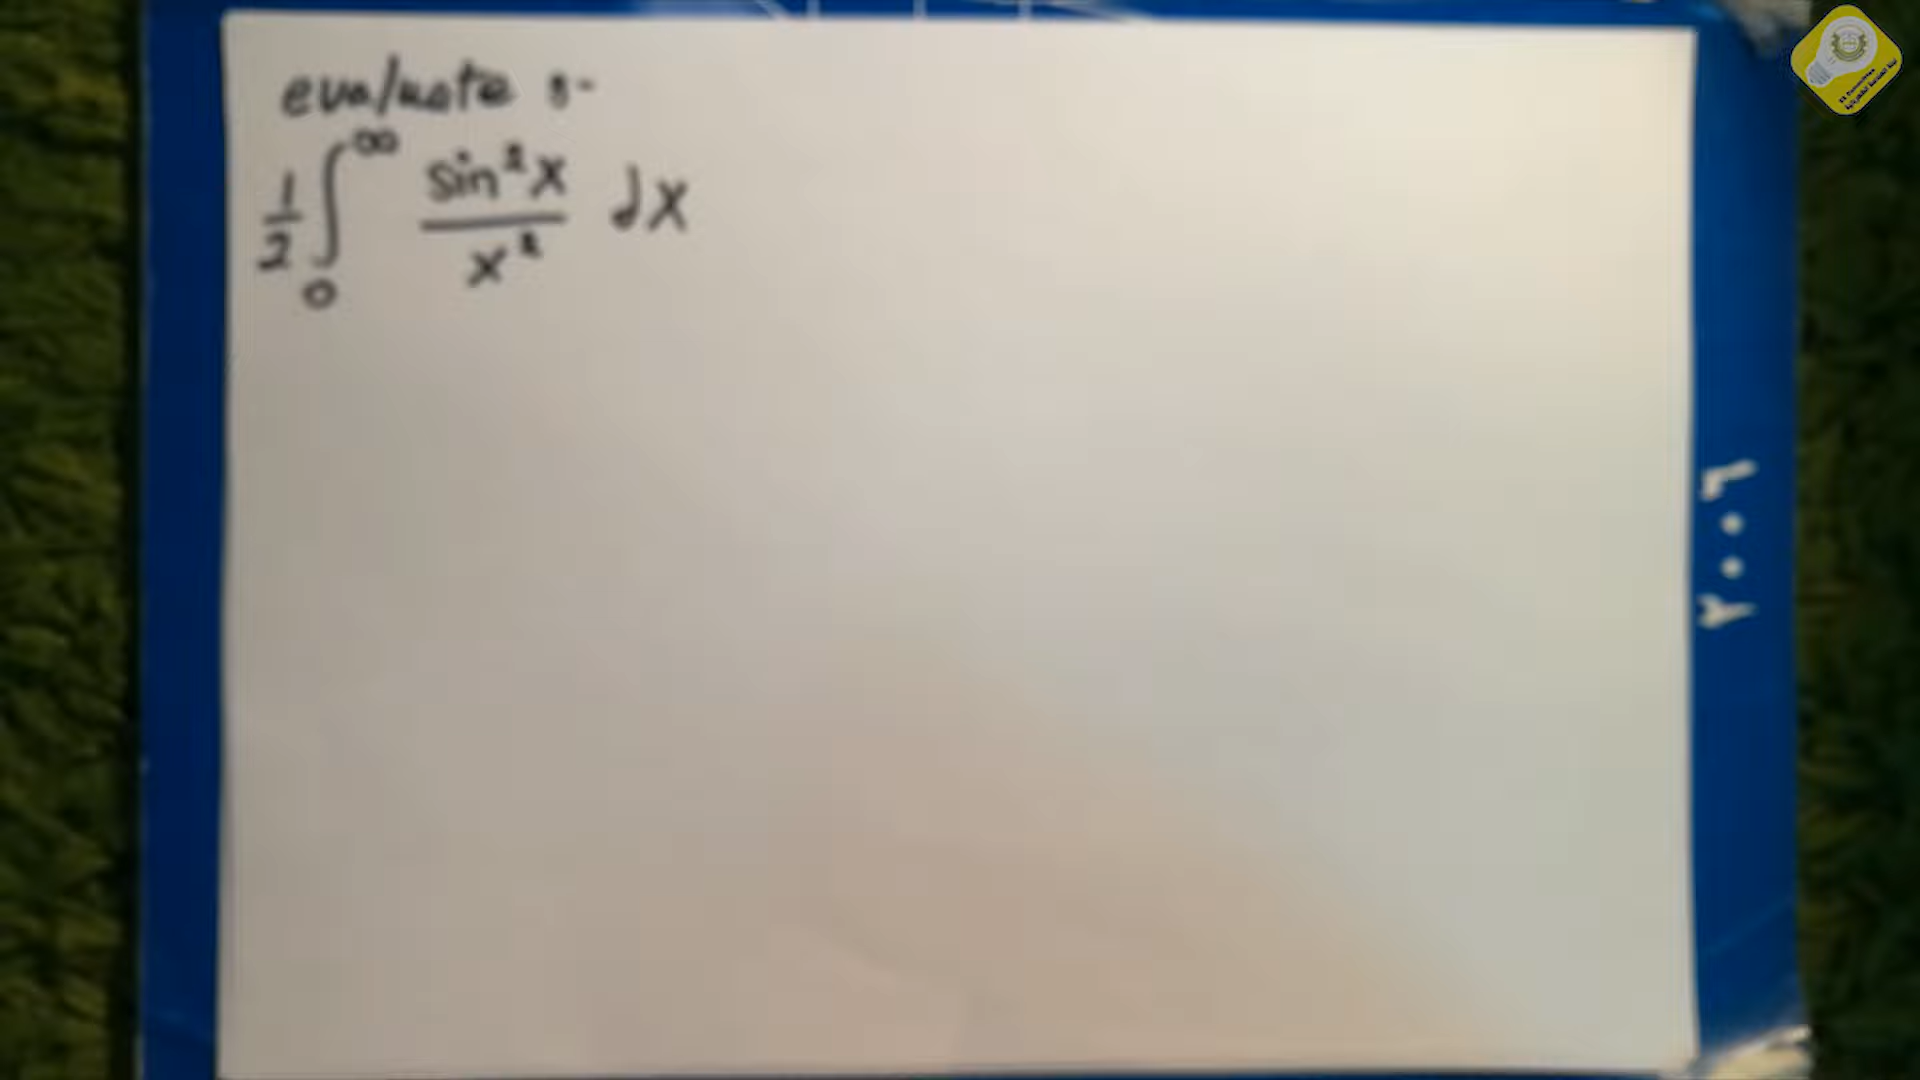 evaluate :-
1/2 ∫₀^∞ sin²x / x² dx